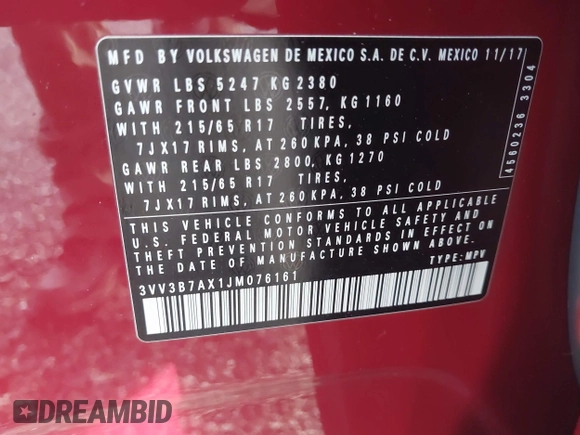 MFD BY VOLKSWAGEN DE MEXICO S.A. DE C.V. MEXICO 11/17
GVWR LBS 5247 KG 2380
GAWR FRONT LBS 2557, KG 1160
WITH 215/65 R17 TIRES,
7JX17 RIMS, AT 260 KPA, 38 PSI COLD
GAWR REAR LBS 2800, KG 1270
WITH 215/65 R17 TIRES,
7JX17 RIMS, AT 260 KPA, 38 PSI COLD
THIS VEHICLE CONFORMS TO ALL APPLICABLE
U.S. FEDERAL MOTOR VEHICLE SAFETY AND
THEFT PREVENTION STANDARDS IN EFFECT ON
THE DATE OF MANUFACTURE SHOWN ABOVE.
3VV3B7AX1JM076161 TYPE: MPV
4560236 3304
DREAMBID